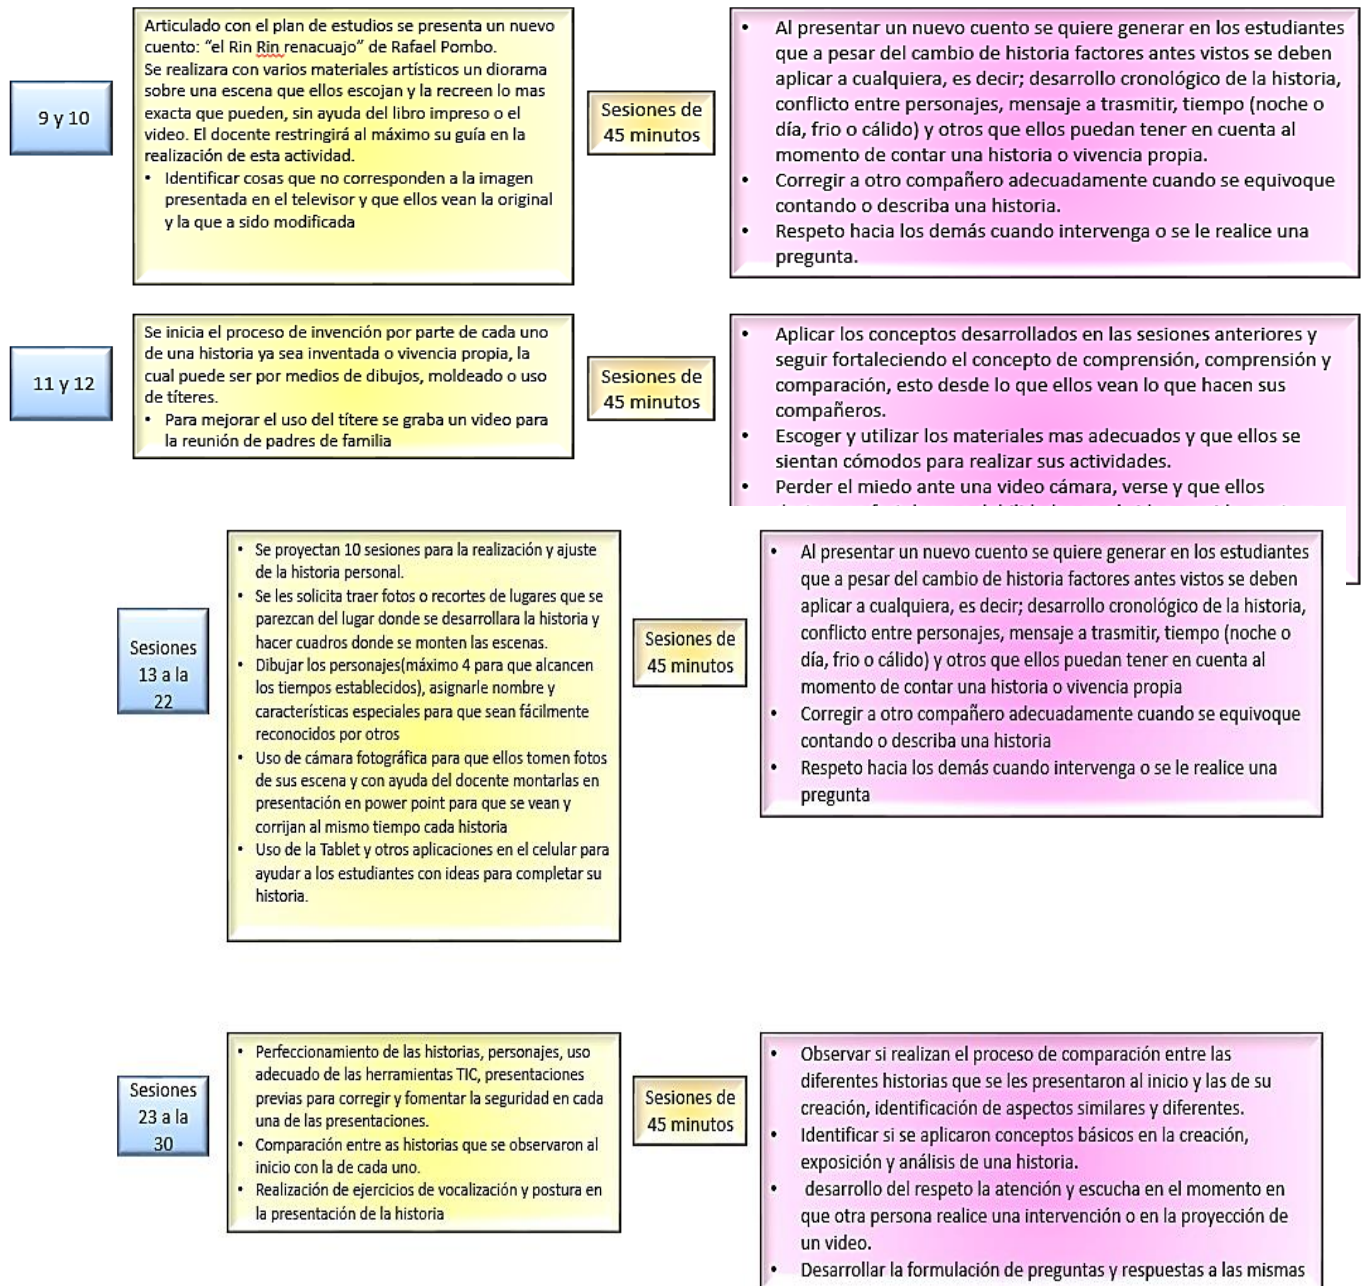 9 y 10
Articulado con el plan de estudios se presenta un nuevo
cuento: “el Rin Rin renacuajo” de Rafael Pombo.
Se realizara con varios materiales artísticos un diorama
sobre una escena que ellos escojan y la recreen lo mas
exacta que pueden, sin ayuda del libro impreso o el
video. El docente restringirá al máximo su guía en la
realización de esta actividad.
• Identificar cosas que no corresponden a la imagen
presentada en el televisor y que ellos vean la original
y la que a sido modificada
Sesiones de
45 minutos
• Al presentar un nuevo cuento se quiere generar en los estudiantes
que a pesar del cambio de historia factores antes vistos se deben
aplicar a cualquiera, es decir; desarrollo cronológico de la historia,
conflicto entre personajes, mensaje a trasmitir, tiempo (noche o
día, frio o cálido) y otros que ellos puedan tener en cuenta al
momento de contar una historia o vivencia propia.
• Corregir a otro compañero adecuadamente cuando se equivoque
contando o describa una historia.
• Respeto hacia los demás cuando intervenga o se le realice una
pregunta.
11 y 12
Se inicia el proceso de invención por parte de cada uno
de una historia ya sea inventada o vivencia propia, la
cual puede ser por medios de dibujos, moldeado o uso
de títeres.
• Para mejorar el uso del títere se graba un video para
la reunión de padres de familia
Sesiones de
45 minutos
• Aplicar los conceptos desarrollados en las sesiones anteriores y
seguir fortaleciendo el concepto de comprensión, comprensión y
comparación, esto desde lo que ellos vean lo que hacen sus
compañeros.
• Escoger y utilizar los materiales mas adecuados y que ellos se
sientan cómodos para realizar sus actividades.
• Perder el miedo ante una video cámara, verse y que ellos
Sesiones
13 a la
22
• Se proyectan 10 sesiones para la realización y ajuste
de la historia personal.
• Se les solicita traer fotos o recortes de lugares que se
parezcan del lugar donde se desarrollara la historia y
hacer cuadros donde se monten las escenas.
• Dibujar los personajes(máximo 4 para que alcancen
los tiempos establecidos), asignarle nombre y
características especiales para que sean fácilmente
reconocidos por otros
• Uso de cámara fotográfica para que ellos tomen fotos
de sus escena y con ayuda del docente montarlas en
presentación en power point para que se vean y
corrijan al mismo tiempo cada historia
• Uso de la Tablet y otros aplicaciones en el celular para
ayudar a los estudiantes con ideas para completar su
historia.
Sesiones de
45 minutos
• Al presentar un nuevo cuento se quiere generar en los estudiantes
que a pesar del cambio de historia factores antes vistos se deben
aplicar a cualquiera, es decir; desarrollo cronológico de la historia,
conflicto entre personajes, mensaje a trasmitir, tiempo (noche o
día, frio o cálido) y otros que ellos puedan tener en cuenta al
momento de contar una historia o vivencia propia
• Corregir a otro compañero adecuadamente cuando se equivoque
contando o describa una historia
• Respeto hacia los demás cuando intervenga o se le realice una
pregunta
Sesiones
23 a la
30
• Perfeccionamiento de las historias, personajes, uso
adecuado de las herramientas TIC, presentaciones
previas para corregir y fomentar la seguridad en cada
una de las presentaciones.
• Comparación entre as historias que se observaron al
inicio con la de cada uno.
• Realización de ejercicios de vocalización y postura en
la presentación de la historia
Sesiones de
45 minutos
• Observar si realizan el proceso de comparación entre las
diferentes historias que se les presentaron al inicio y las de su
creación, identificación de aspectos similares y diferentes.
• Identificar si se aplicaron conceptos básicos en la creación,
exposición y análisis de una historia.
• desarrollo del respeto la atención y escucha en el momento en
que otra persona realice una intervención o en la proyección de
un video.
• Desarrollar la formulación de preguntas y respuestas a las mismas